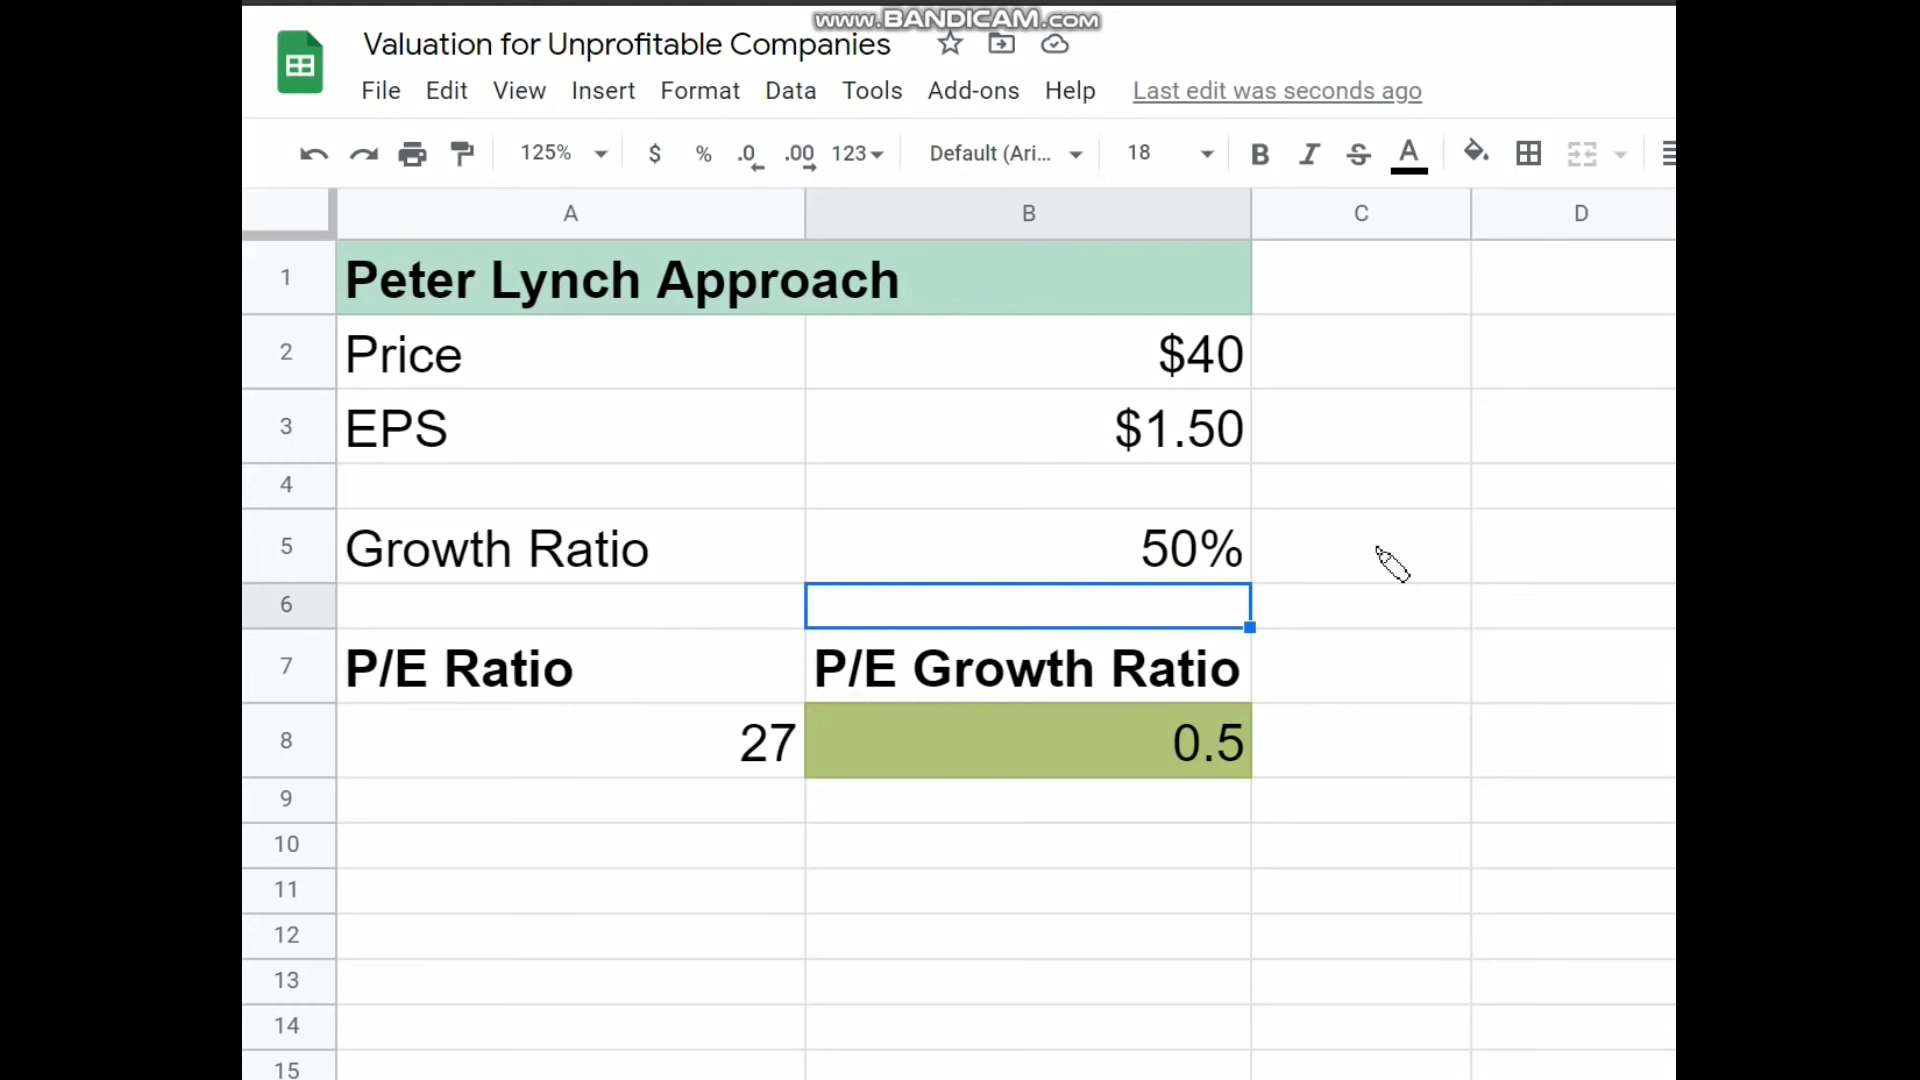 www.BANDICAM.com
Valuation for Unprofitable Companies
File Edit View Insert Format Data Tools Add-ons Help Last edit was seconds ago
125% $ % .0 .00 123 Default (Ari... 18 B I S A
A B C D
1 Peter Lynch Approach
2 Price $40
3 EPS $1.50
4
5 Growth Ratio 50%
6
7 P/E Ratio P/E Growth Ratio
8 27 0.5
9
10
11
12
13
14
15